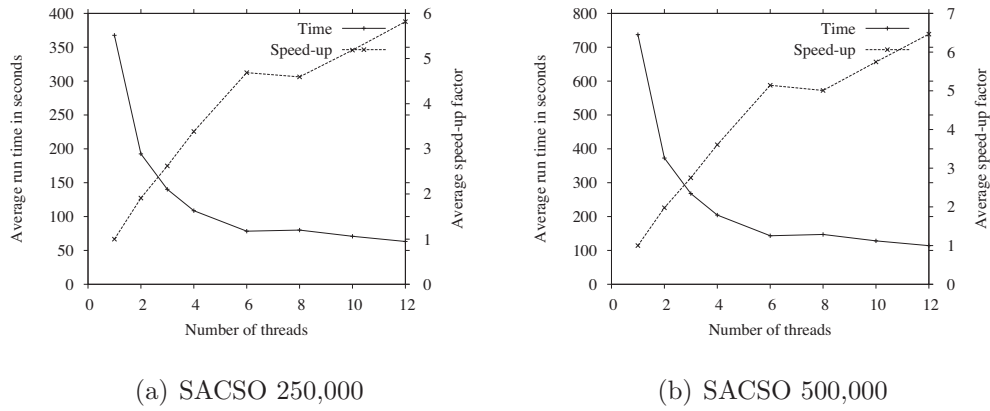 Average run time in seconds
400
350
300
250
200
150
100
50
0
Time
Speed-up
6
5
4
3
2
1
0
Average speed-up factor
0 2 4 6 8 10 12
Number of threads
(a) SACSO 250,000
Average run time in seconds
800
700
600
500
400
300
200
100
0
Time
Speed-up
7
6
5
4
3
2
1
0
Average speed-up factor
0 2 4 6 8 10 12
Number of threads
(b) SACSO 500,000